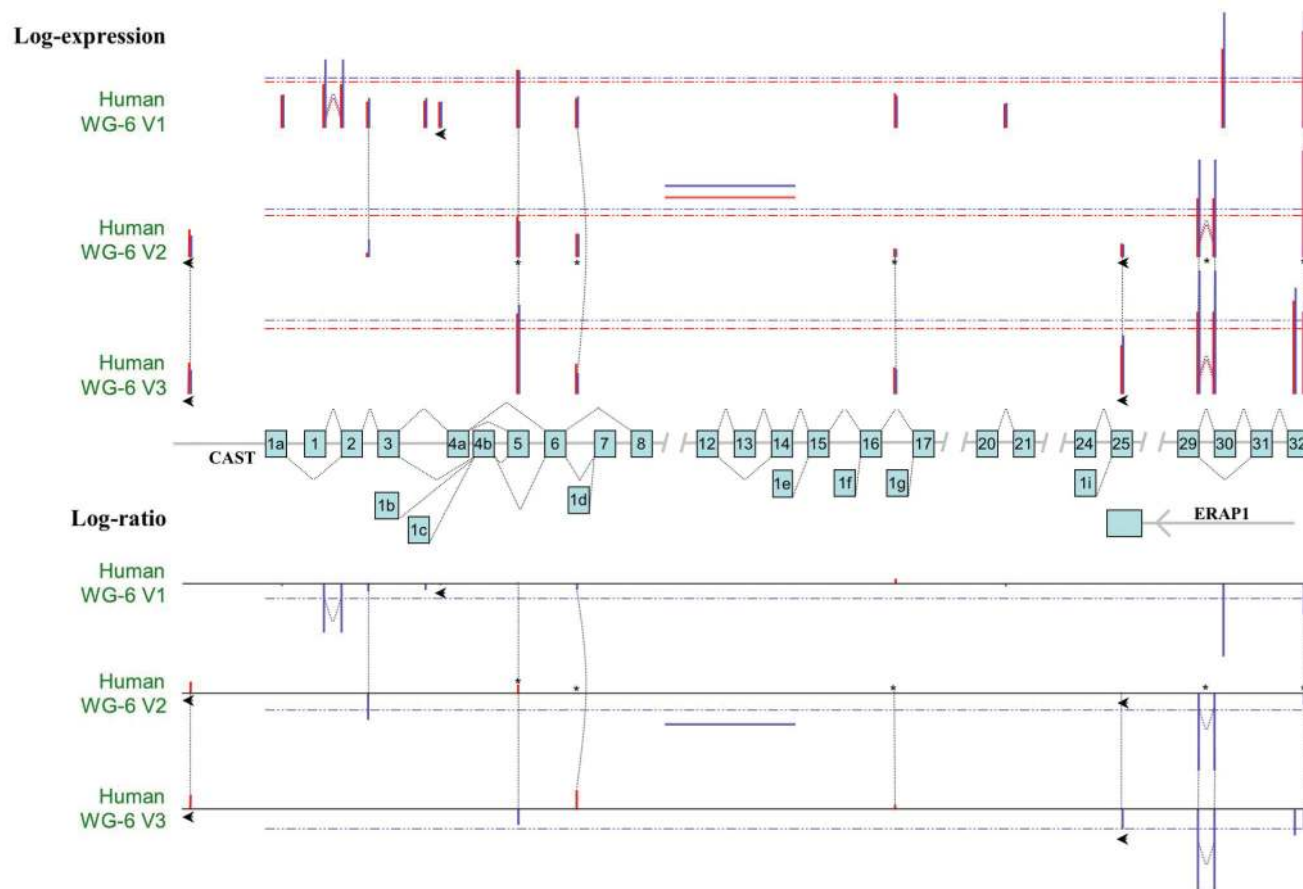 Log-expression
Human
WG-6 V1
Human
WG-6 V2
* * * * *
Human
WG-6 V3
1a 1 2 3 4a 4b 5 6 7 8 12 13 14 15 16 17 20 21 24 25 29 30 31 32
CAST
1b 1c 1d 1e 1f 1g 1i
Log-ratio
ERAP1
Human
WG-6 V1
Human
WG-6 V2
* * * * *
Human
WG-6 V3